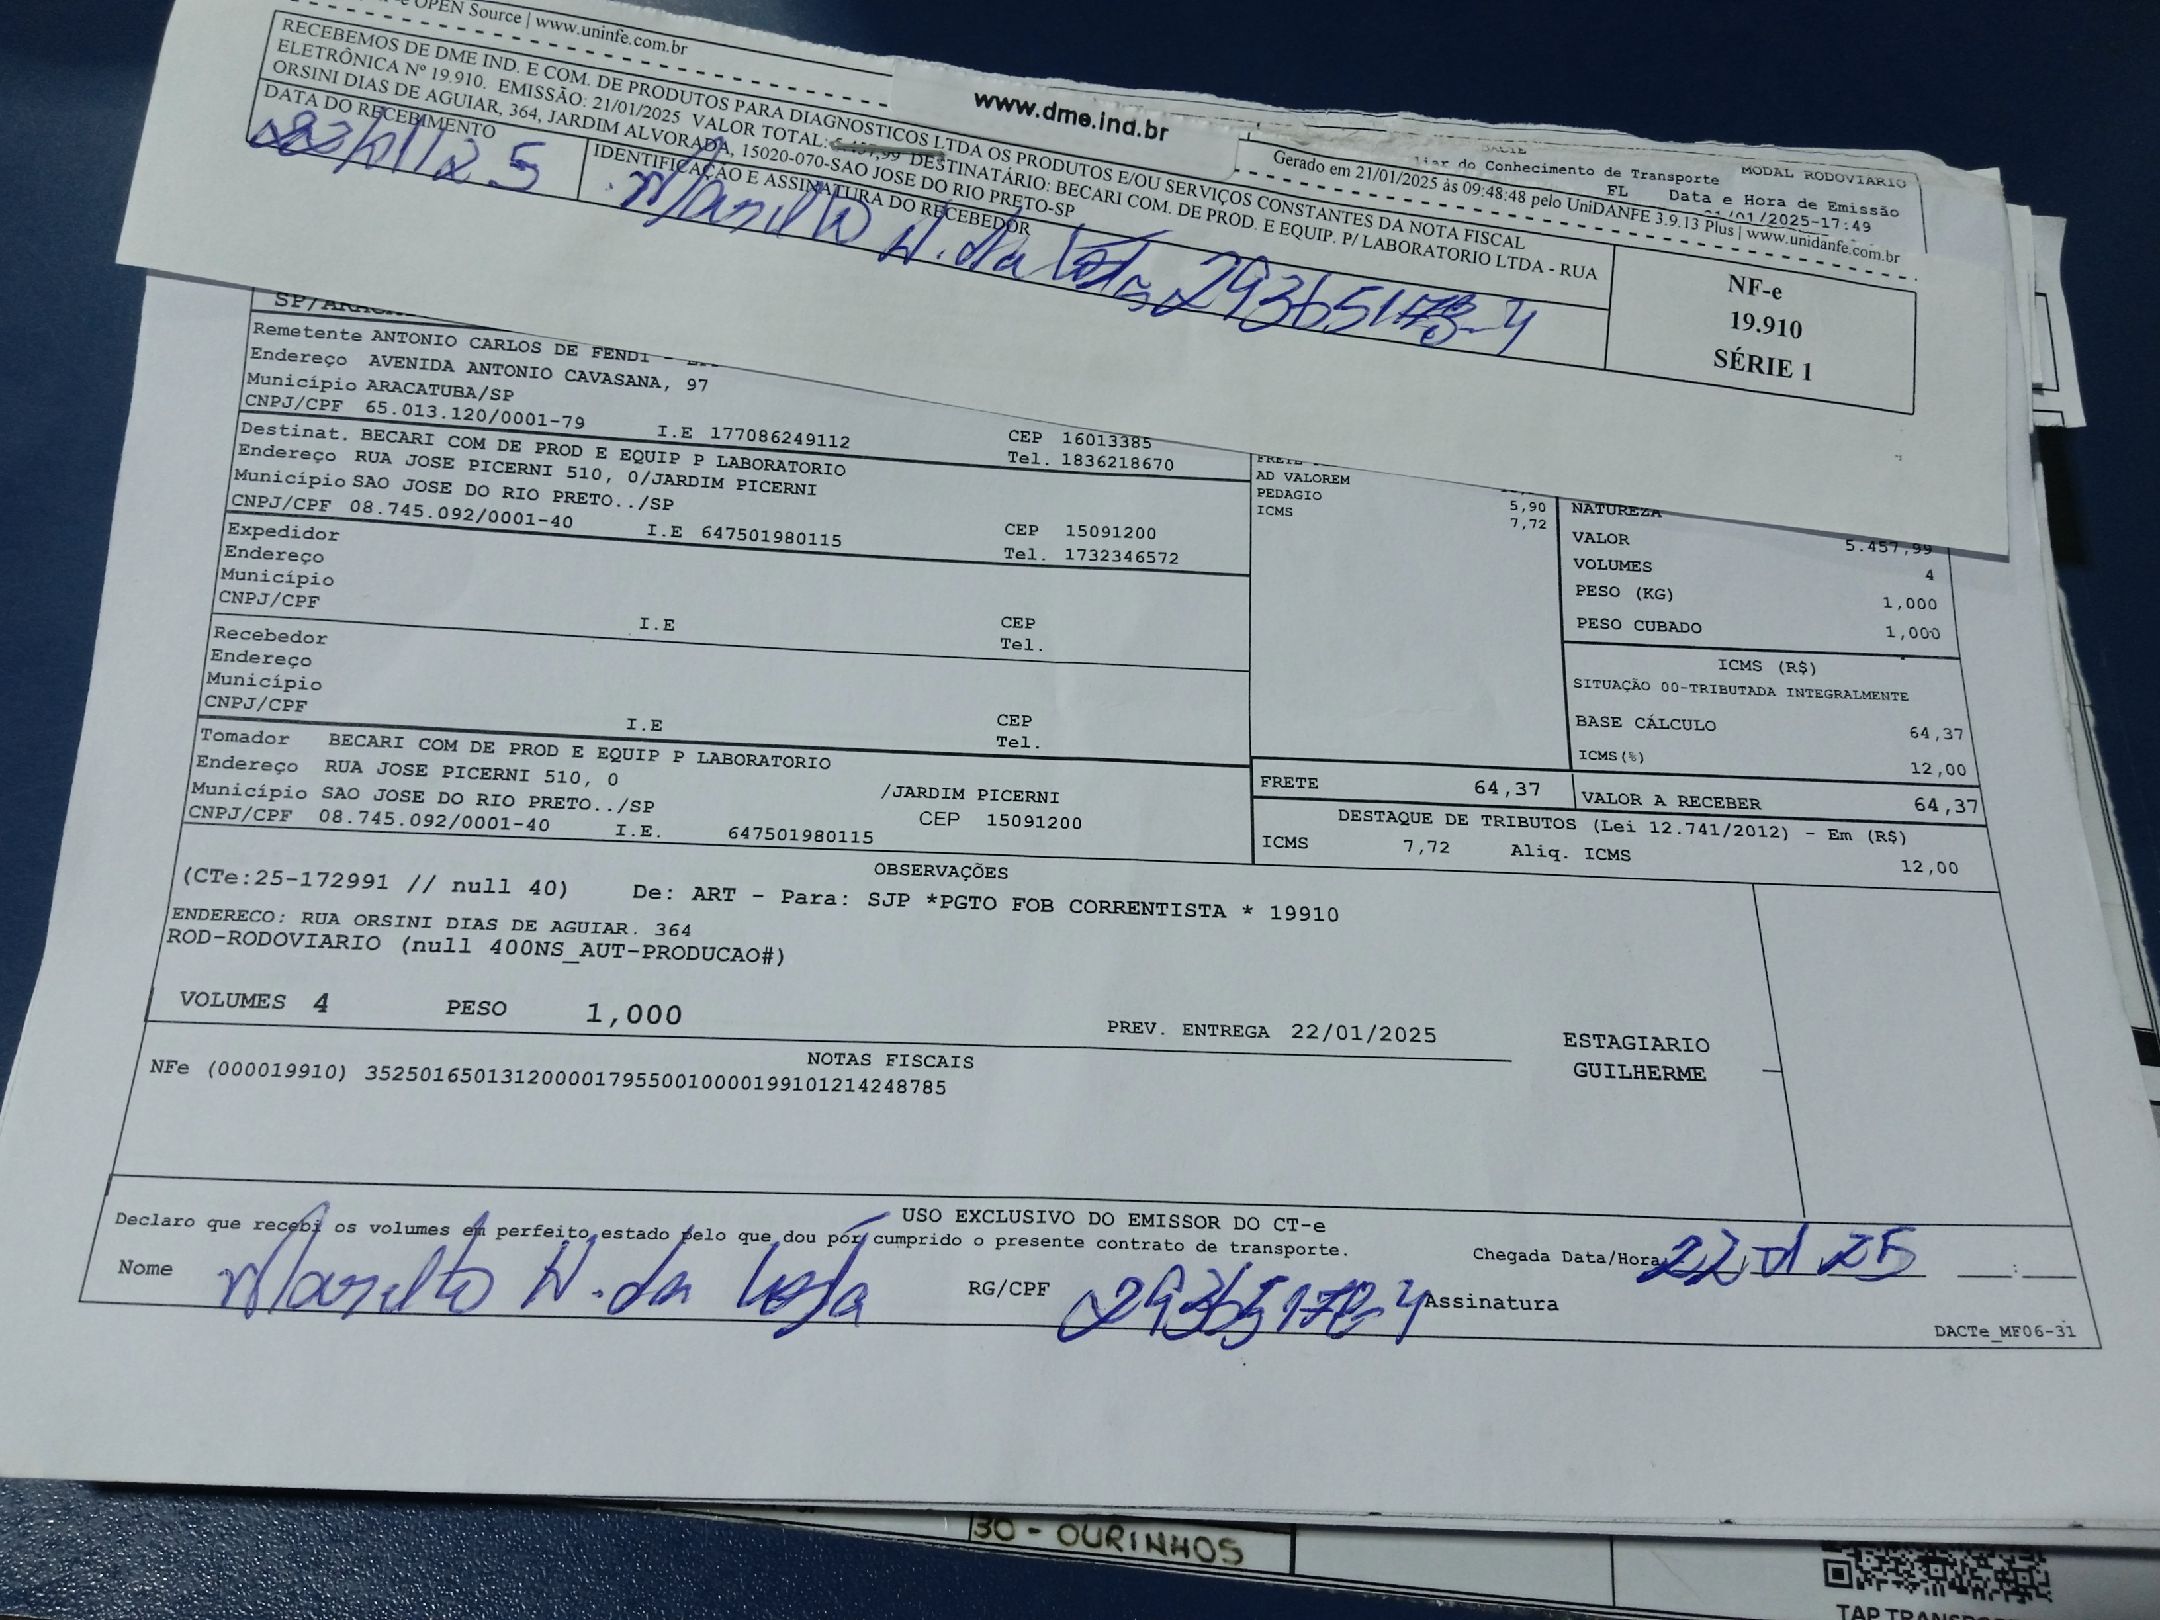 OPEN Source | www.uninfe.com.br
www.dme.ind.br
Gerado em 21/01/2025 às 09:48:48 pelo UniDANFE 3.9.13 Plus | www.unidanfe.com.br
RECEBEMOS DE DME IND. E COM. DE PRODUTOS PARA DIAGNOSTICOS LTDA OS PRODUTOS E/OU SERVIÇOS CONSTANTES DA NOTA FISCAL
ELETRÔNICA Nº 19.910. EMISSÃO: 21/01/2025 VALOR TOTAL: DESTINATÁRIO: BECARI COM. DE PROD. E EQUIP. P/ LABORATORIO LTDA - RUA
ORSINI DIAS DE AGUIAR, 364, JARDIM ALVORADA, 15020-070-SAO JOSE DO RIO PRETO-SP
DATA DO RECEBIMENTO
IDENTIFICAÇÃO E ASSINATURA DO RECEBEDOR
NF-e
19.910
SÉRIE 1
do Conhecimento de Transporte MODAL RODOVIÁRIO
FL Data e Hora de Emissão
/01/2025-17:49
Remetente ANTONIO CARLOS DE FENDI -
Endereço AVENIDA ANTONIO CAVASANA, 97
Município ARACATUBA/SP CEP 16013385
CNPJ/CPF 65.013.120/0001-79 I.E 177086249112 Tel. 1836218670
Destinat. BECARI COM DE PROD E EQUIP P LABORATORIO
Endereço RUA JOSE PICERNI 510, 0/JARDIM PICERNI
Município SAO JOSE DO RIO PRETO../SP CEP 15091200
CNPJ/CPF 08.745.092/0001-40 I.E 647501980115 Tel. 1732346572
Expedidor
Endereço
Município CEP
CNPJ/CPF I.E Tel.
Recebedor
Endereço
Município CEP
CNPJ/CPF I.E Tel.
Tomador BECARI COM DE PROD E EQUIP P LABORATORIO
Endereço RUA JOSE PICERNI 510, 0 /JARDIM PICERNI
Município SAO JOSE DO RIO PRETO../SP CEP 15091200
CNPJ/CPF 08.745.092/0001-40 I.E. 647501980115
AD VALOREM
PEDAGIO 5,90
ICMS 7,72
NATUREZA
VALOR 5.457,99
VOLUMES 4
PESO (KG) 1,000
PESO CUBADO 1,000
ICMS (R$)
SITUAÇÃO 00-TRIBUTADA INTEGRALMENTE
BASE CÁLCULO 64,37
ICMS(%) 12,00
FRETE 64,37 VALOR A RECEBER 64,37
DESTAQUE DE TRIBUTOS (Lei 12.741/2012) - Em (R$)
ICMS 7,72 Aliq. ICMS 12,00
OBSERVAÇÕES
(CTe:25-172991 // null 40) De: ART - Para: SJP *PGTO FOB CORRENTISTA * 19910
ENDERECO: RUA ORSINI DIAS DE AGUIAR. 364
ROD-RODOVIARIO (null 400NS_AUT-PRODUCAO#)
VOLUMES 4 PESO 1,000 PREV. ENTREGA 22/01/2025
ESTAGIARIO
GUILHERME
NOTAS FISCAIS
NFe (000019910) 35250165013120000179550010000199101214248785
USO EXCLUSIVO DO EMISSOR DO CT-e
Declaro que recebi os volumes em perfeito estado pelo que dou por cumprido o presente contrato de transporte.
Chegada Data/Hora 22 01 25 :
Nome RG/CPF Assinatura
DACTe_MF06-31
30 - OURINHOS